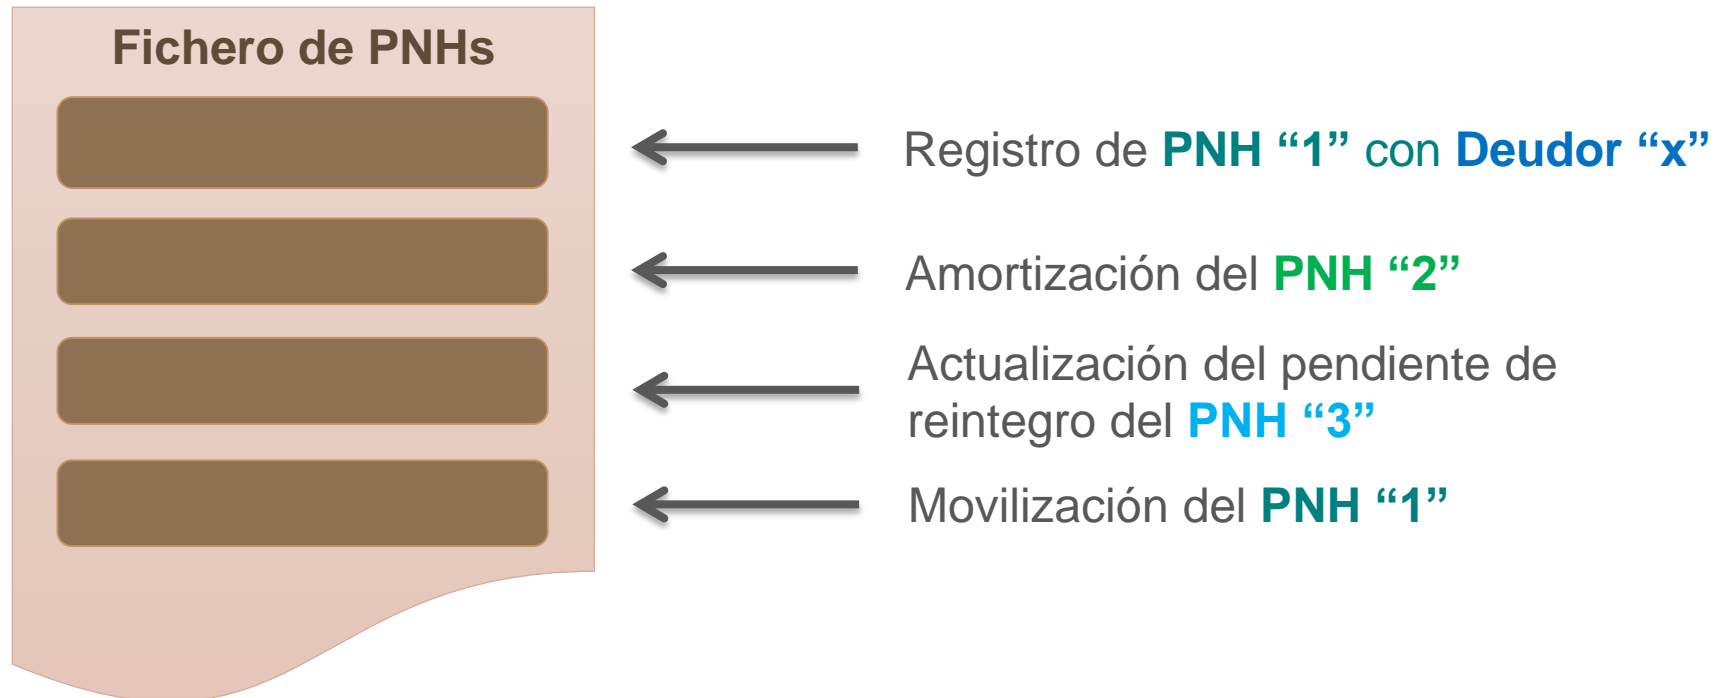 Fichero de PNHs
Registro de PNH “1” con Deudor “x”
Amortización del PNH “2”
Actualización del pendiente de
reintegro del PNH “3”
Movilización del PNH “1”